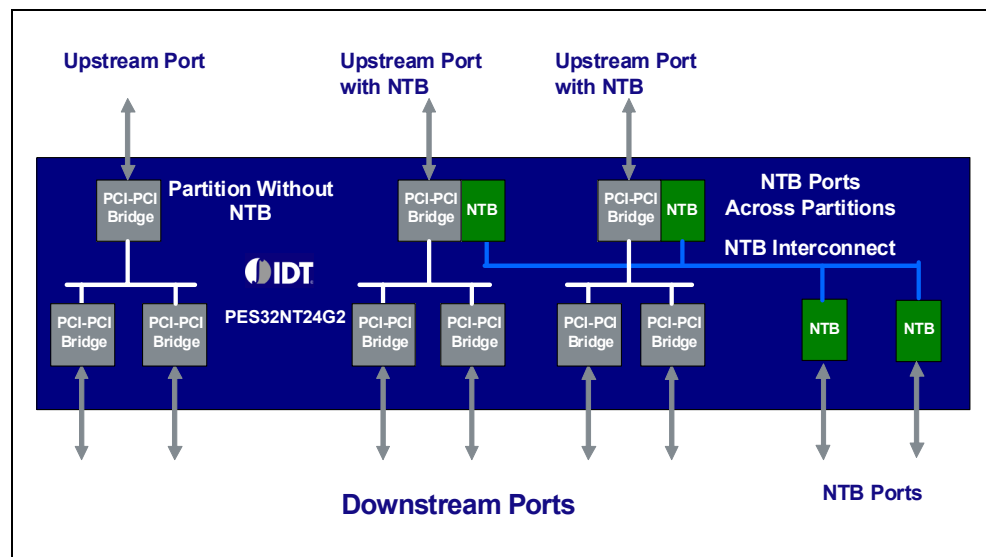 Upstream Port
Upstream Port
with NTB
Upstream Port
with NTB
PCI-PCI
Bridge
Partition Without
NTB
PCI-PCI
Bridge
NTB
PCI-PCI
Bridge
NTB
NTB Ports
Across Partitions
NTB Interconnect
IDT
PES32NT24G2
PCI-PCI
Bridge
PCI-PCI
Bridge
PCI-PCI
Bridge
PCI-PCI
Bridge
PCI-PCI
Bridge
PCI-PCI
Bridge
NTB
NTB
Downstream Ports
NTB Ports